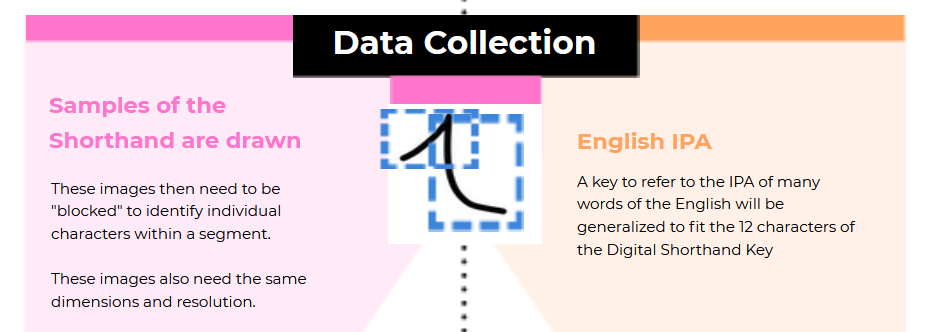 Data Collection
Samples of the
Shorthand are drawn
These images then need to be
"blocked" to identify individual
characters within a segment.
These images also need the same
dimensions and resolution.
English IPA
A key to refer to the IPA of many
words of the English will be
generalized to fit the 12 characters of
the Digital Shorthand Key